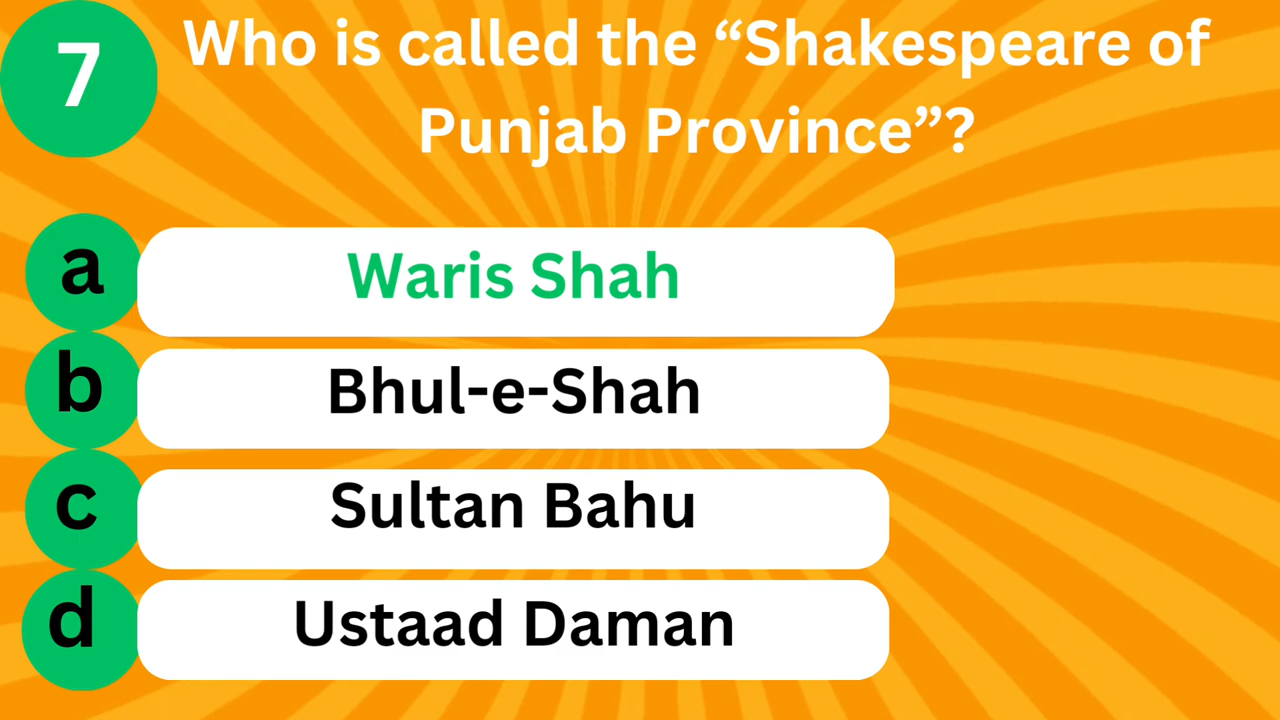 7
Who is called the “Shakespeare of
Punjab Province”?
a
Waris Shah
b
Bhul-e-Shah
c
Sultan Bahu
d
Ustaad Daman